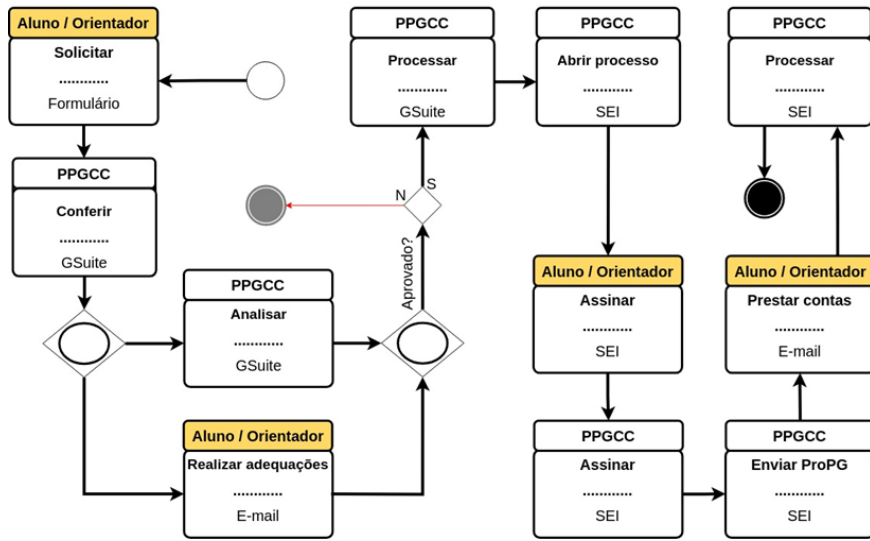 Aluno / Orientador
Solicitar
............
Formulário
PPGCC
Conferir
............
GSuite
PPGCC
Analisar
............
GSuite
Aluno / Orientador
Realizar adequações
............
E-mail
Aprovado?
N
S
PPGCC
Processar
............
GSuite
PPGCC
Abrir processo
............
SEI
Aluno / Orientador
Assinar
............
SEI
PPGCC
Assinar
............
SEI
PPGCC
Enviar ProPG
............
SEI
Aluno / Orientador
Prestar contas
............
E-mail
PPGCC
Processar
............
SEI